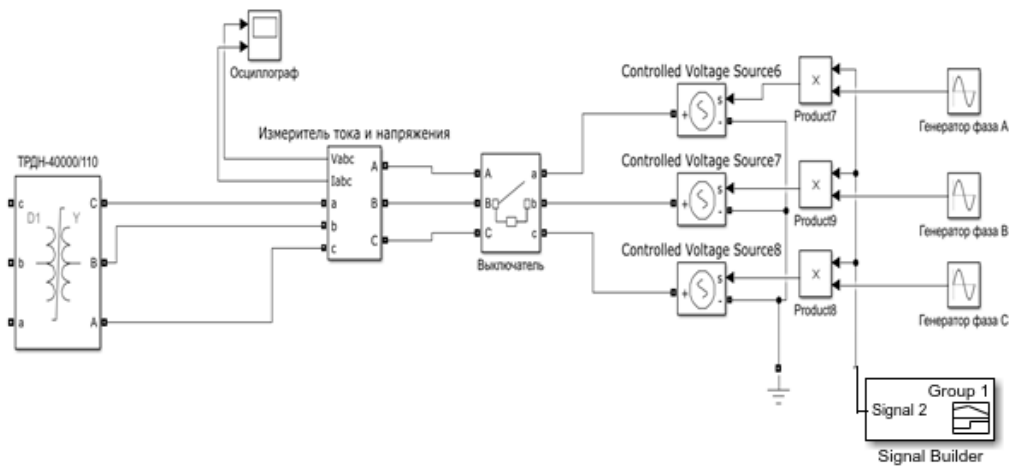 Осциллограф
Измеритель тока и напряжения
Vabc
Iabc
a
b
c
A
B
C
ТРДН-40000/110
c
b
a
D1
Y
C
B
A
A
B
C
a
b
c
Выключатель
Controlled Voltage Source6
+
s
-
Controlled Voltage Source7
+
s
-
Controlled Voltage Source8
+
s
-
x
Product7
x
Product9
x
Product8
Генератор фаза А
Генератор фаза В
Генератор фаза С
Group 1
Signal 2
Signal Builder